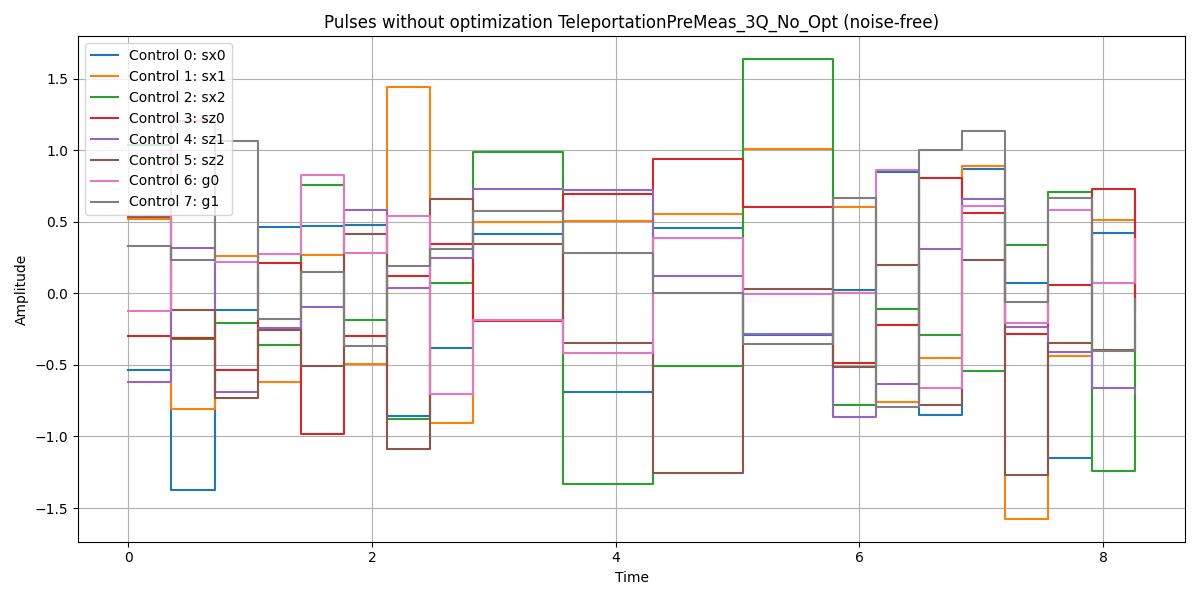 Pulses without optimization TeleportationPreMeas_3Q_No_Opt (noise-free)
Control 0: sx0
Control 1: sx1
Control 2: sx2
Control 3: sz0
Control 4: sz1
Control 5: sz2
Control 6: g0
Control 7: g1
Amplitude
1.5
1.0
0.5
0.0
−0.5
−1.0
−1.5
0 2 4 6 8
Time